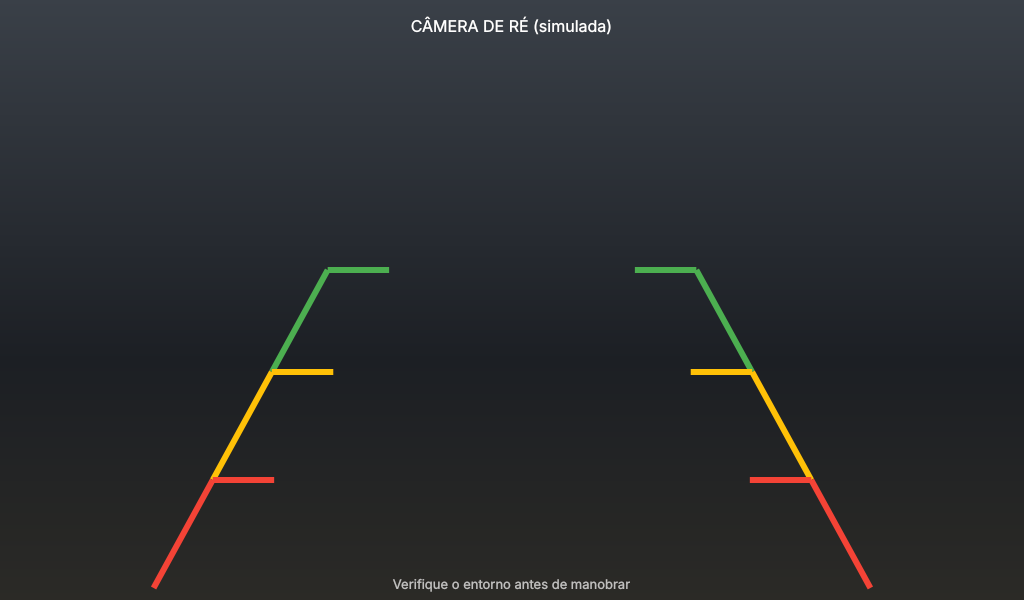 CÂMERA DE RÉ (simulada)
Verifique o entorno antes de manobrar